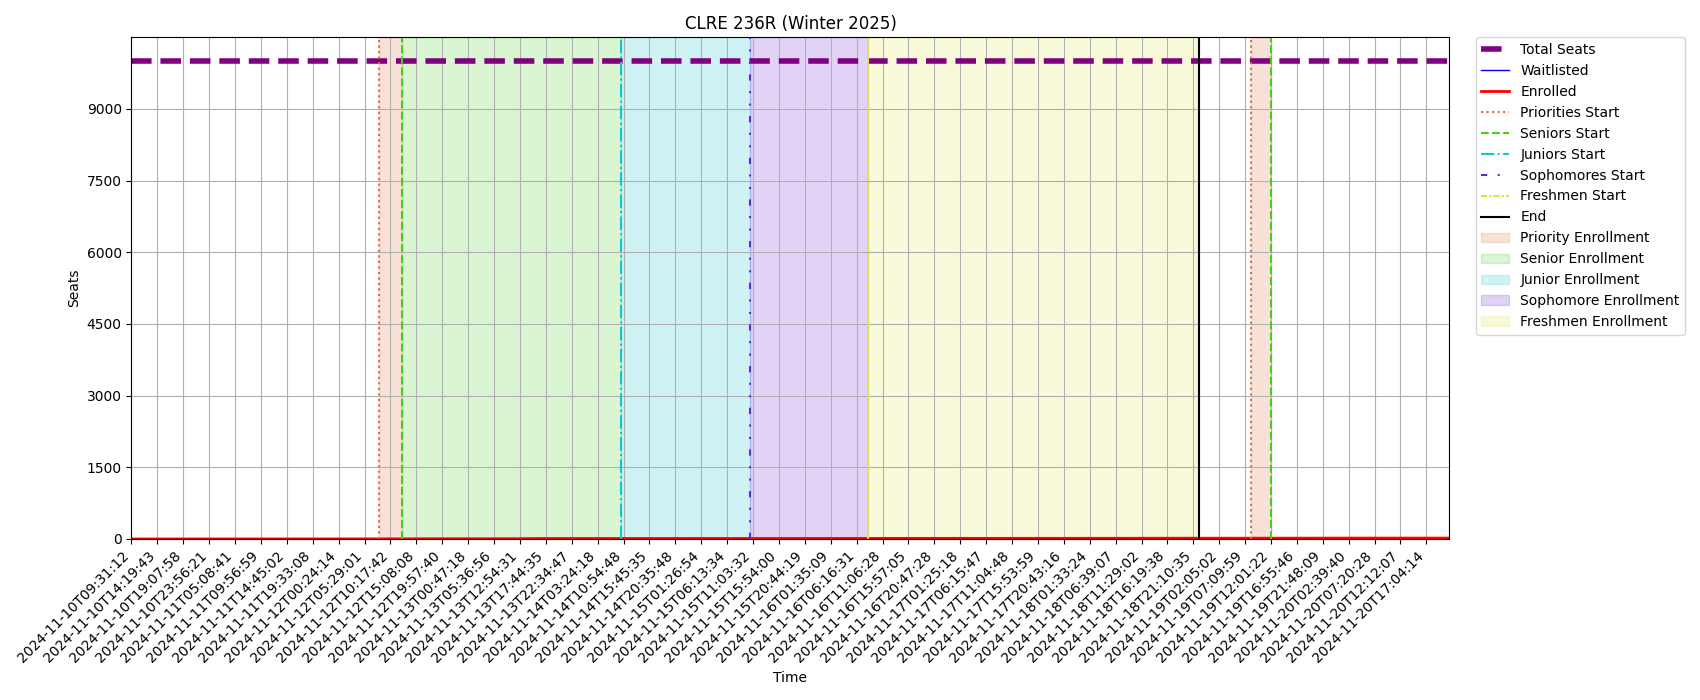 CLRE 236R (Winter 2025)
Seats
9000
7500
6000
4500
3000
1500
0
2024-11-10T09:31:12
2024-11-10T14:19:43
2024-11-10T19:07:58
2024-11-10T23:56:21
2024-11-11T05:08:41
2024-11-11T09:56:59
2024-11-11T14:45:02
2024-11-11T19:33:08
2024-11-12T00:24:14
2024-11-12T05:29:01
2024-11-12T10:17:42
2024-11-12T15:08:08
2024-11-12T19:57:40
2024-11-13T00:47:18
2024-11-13T05:36:56
2024-11-13T12:54:31
2024-11-13T17:44:35
2024-11-13T22:34:47
2024-11-14T03:24:18
2024-11-14T10:54:48
2024-11-14T15:45:35
2024-11-14T20:35:48
2024-11-15T01:26:54
2024-11-15T06:13:34
2024-11-15T11:03:32
2024-11-15T15:54:00
2024-11-15T20:44:19
2024-11-16T01:35:09
2024-11-16T06:16:31
2024-11-16T11:06:28
2024-11-16T15:57:05
2024-11-16T20:47:28
2024-11-17T01:25:18
2024-11-17T06:15:47
2024-11-17T11:04:48
2024-11-17T15:53:59
2024-11-17T20:43:16
2024-11-18T01:33:24
2024-11-18T06:39:07
2024-11-18T11:29:02
2024-11-18T16:19:38
2024-11-18T21:10:35
2024-11-19T02:05:02
2024-11-19T07:09:59
2024-11-19T12:01:22
2024-11-19T16:55:46
2024-11-19T21:48:09
2024-11-20T02:39:40
2024-11-20T07:20:28
2024-11-20T12:12:07
2024-11-20T17:04:14
Time
Total Seats
Waitlisted
Enrolled
Priorities Start
Seniors Start
Juniors Start
Sophomores Start
Freshmen Start
End
Priority Enrollment
Senior Enrollment
Junior Enrollment
Sophomore Enrollment
Freshmen Enrollment